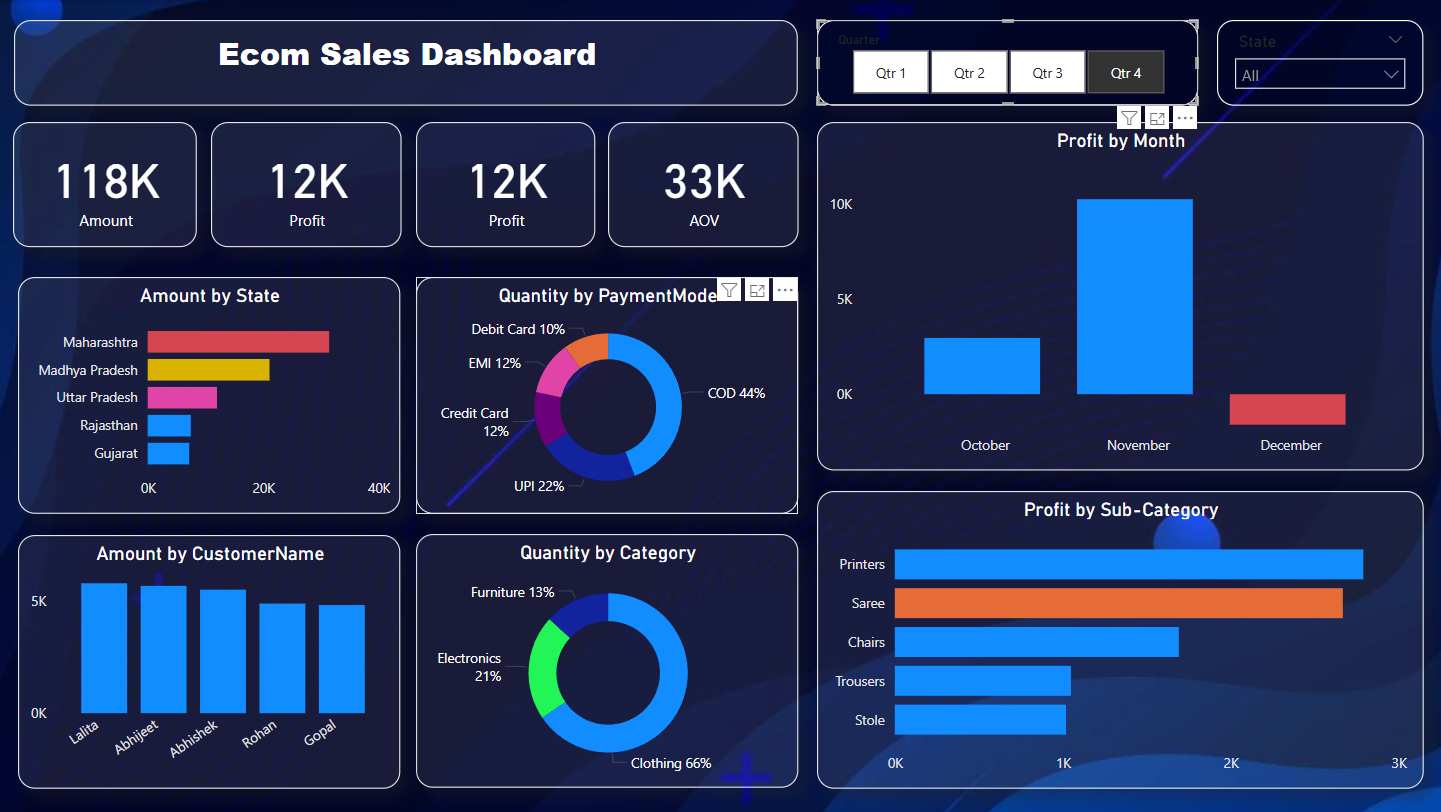 Ecom Sales Dashboard
Quarter
Qtr 1
Qtr 2
Qtr 3
Qtr 4
State
All
118K
Amount
12K
Profit
12K
Profit
33K
AOV
Profit by Month
10K
5K
0K
October
November
December
Amount by State
Maharashtra
Madhya Pradesh
Uttar Pradesh
Rajasthan
Gujarat
0K
20K
40K
Quantity by PaymentMode
Debit Card 10%
EMI 12%
Credit Card
12%
UPI 22%
COD 44%
Profit by Sub-Category
Printers
Saree
Chairs
Trousers
Stole
0K
1K
2K
3K
Amount by CustomerName
5K
0K
Lalita
Abhijeet
Abhishek
Rohan
Gopal
Quantity by Category
Furniture 13%
Electronics
21%
Clothing 66%